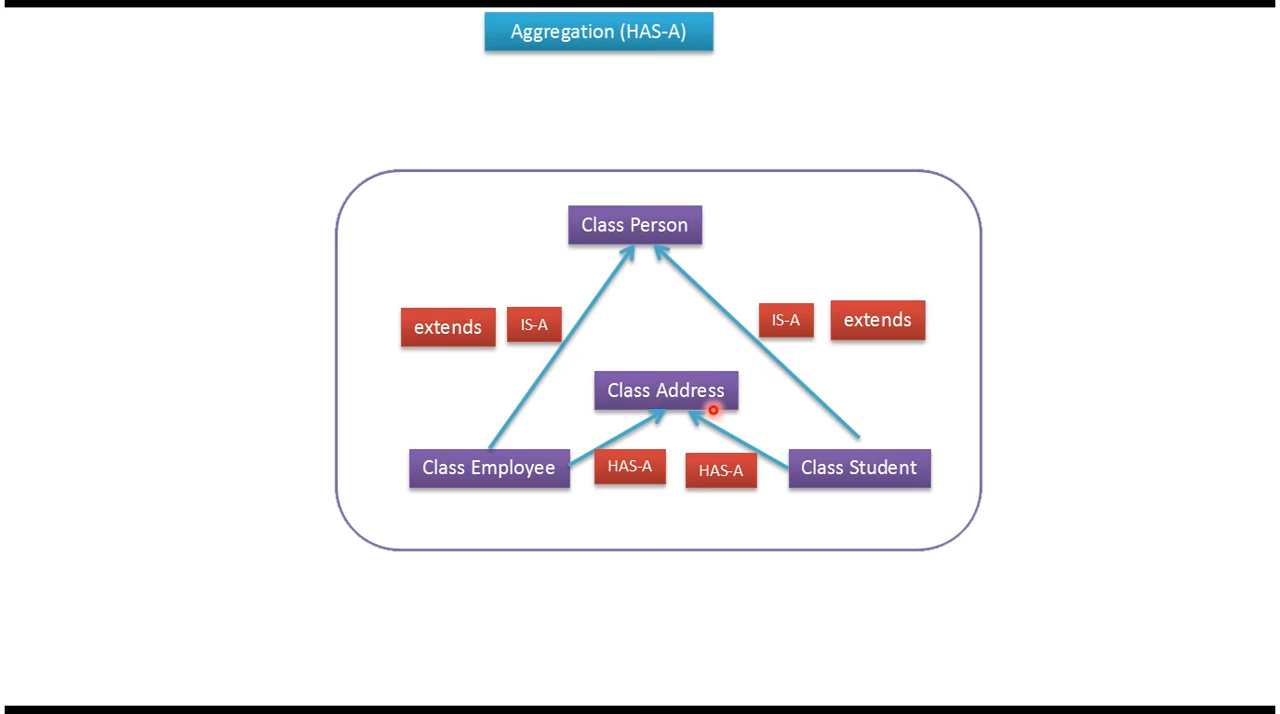 Aggregation (HAS-A)
Class Person
extends
IS-A
IS-A
extends
Class Address
Class Employee
HAS-A
HAS-A
Class Student